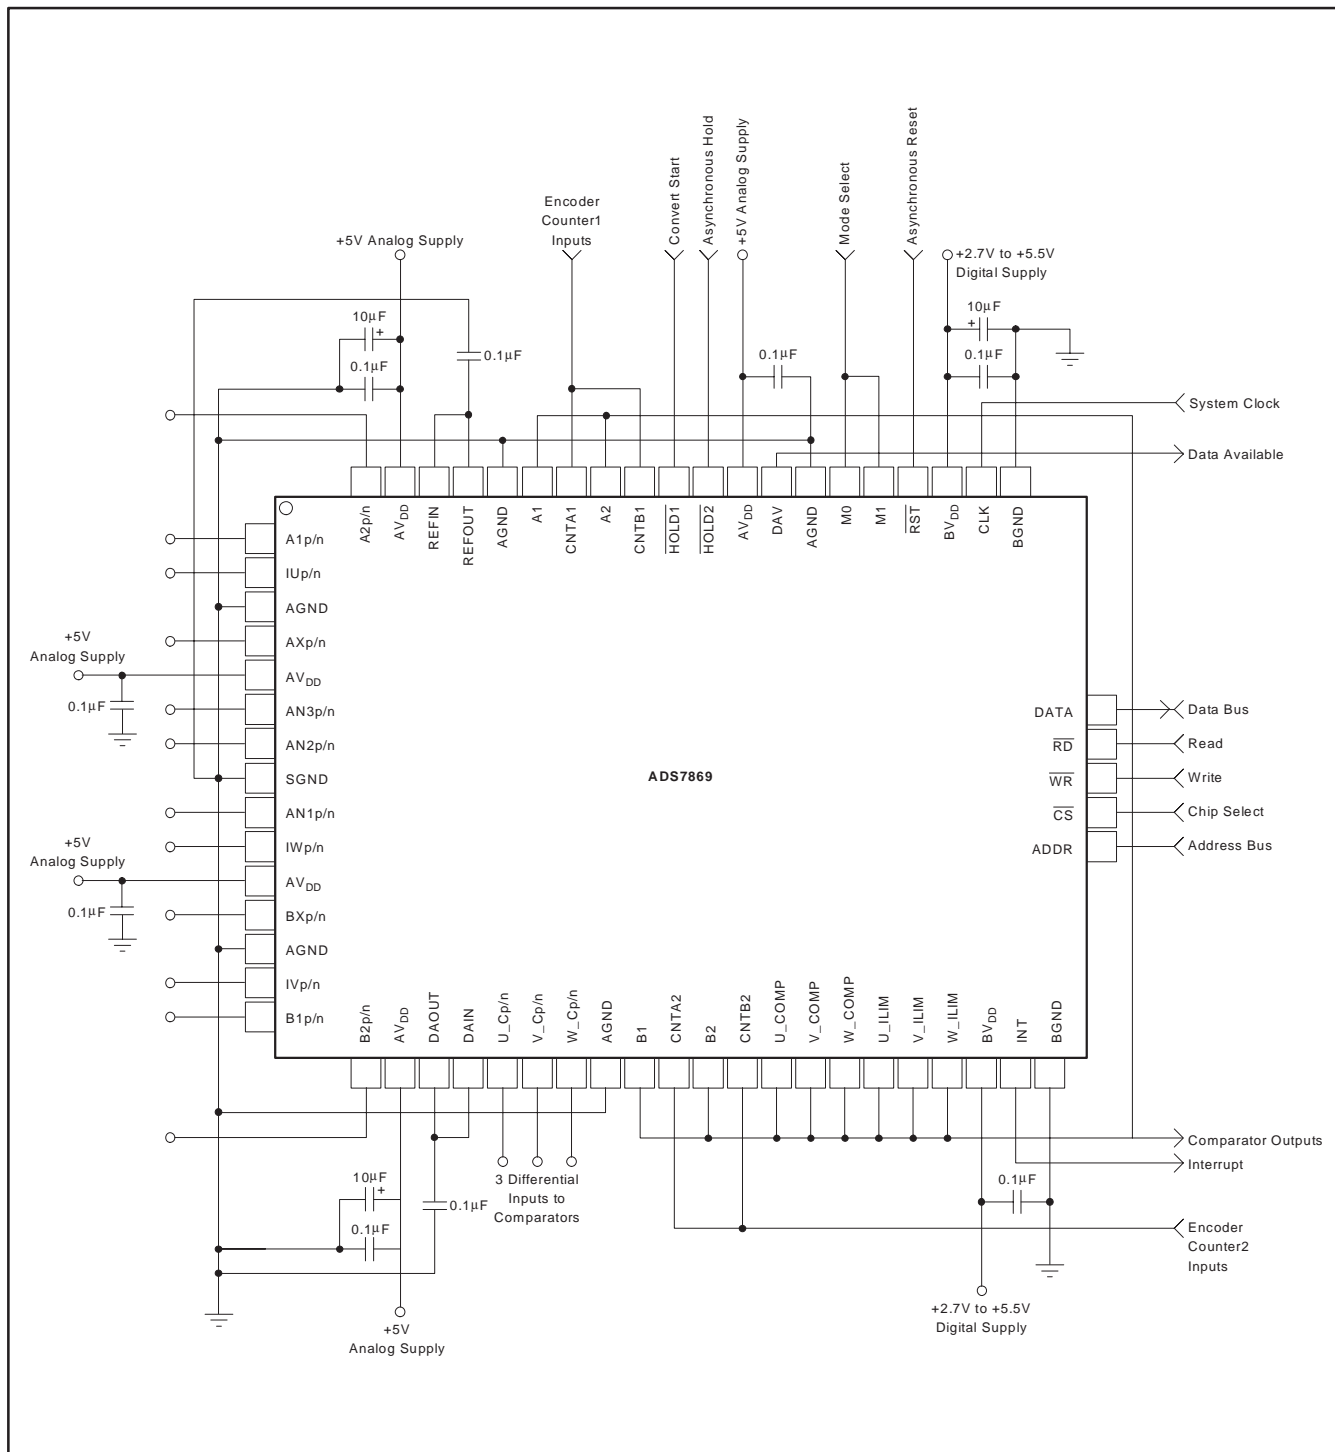 Encoder
Counter1
Inputs
Convert Start
Asynchronous Hold
+5V Analog Supply
Mode Select
Asynchronous Reset
+5V Analog Supply
+2.7V to +5.5V
Digital Supply
10µF
+
0.1µF
0.1µF
0.1µF
10µF
+
0.1µF
System Clock
Data Available
A2p/n
AVDD
REFIN
REFOUT
AGND
A1
CNTA1
A2
CNTB1
HOLD1
HOLD2
AVDD
DAV
AGND
M0
M1
RST
BVDD
CLK
BGND
A1p/n
IUp/n
AGND
AXp/n
AVDD
AN3p/n
AN2p/n
SGND
AN1p/n
IWp/n
AVDD
BXp/n
AGND
IVp/n
B1p/n
+5V
Analog Supply
0.1µF
+5V
Analog Supply
0.1µF
ADS7869
DATA
RD
WR
CS
ADDR
Data Bus
Read
Write
Chip Select
Address Bus
B2p/n
AVDD
DAOUT
DAIN
U_Cp/n
V_Cp/n
W_Cp/n
AGND
B1
CNTA2
B2
CNTB2
U_COMP
V_COMP
W_COMP
U_ILIM
V_ILIM
W_ILIM
BVDD
INT
BGND
Comparator Outputs
Interrupt
10µF
+
0.1µF
0.1µF
3 Differential
Inputs to
Comparators
0.1µF
Encoder
Counter2
Inputs
+5V
Analog Supply
+2.7V to +5.5V
Digital Supply